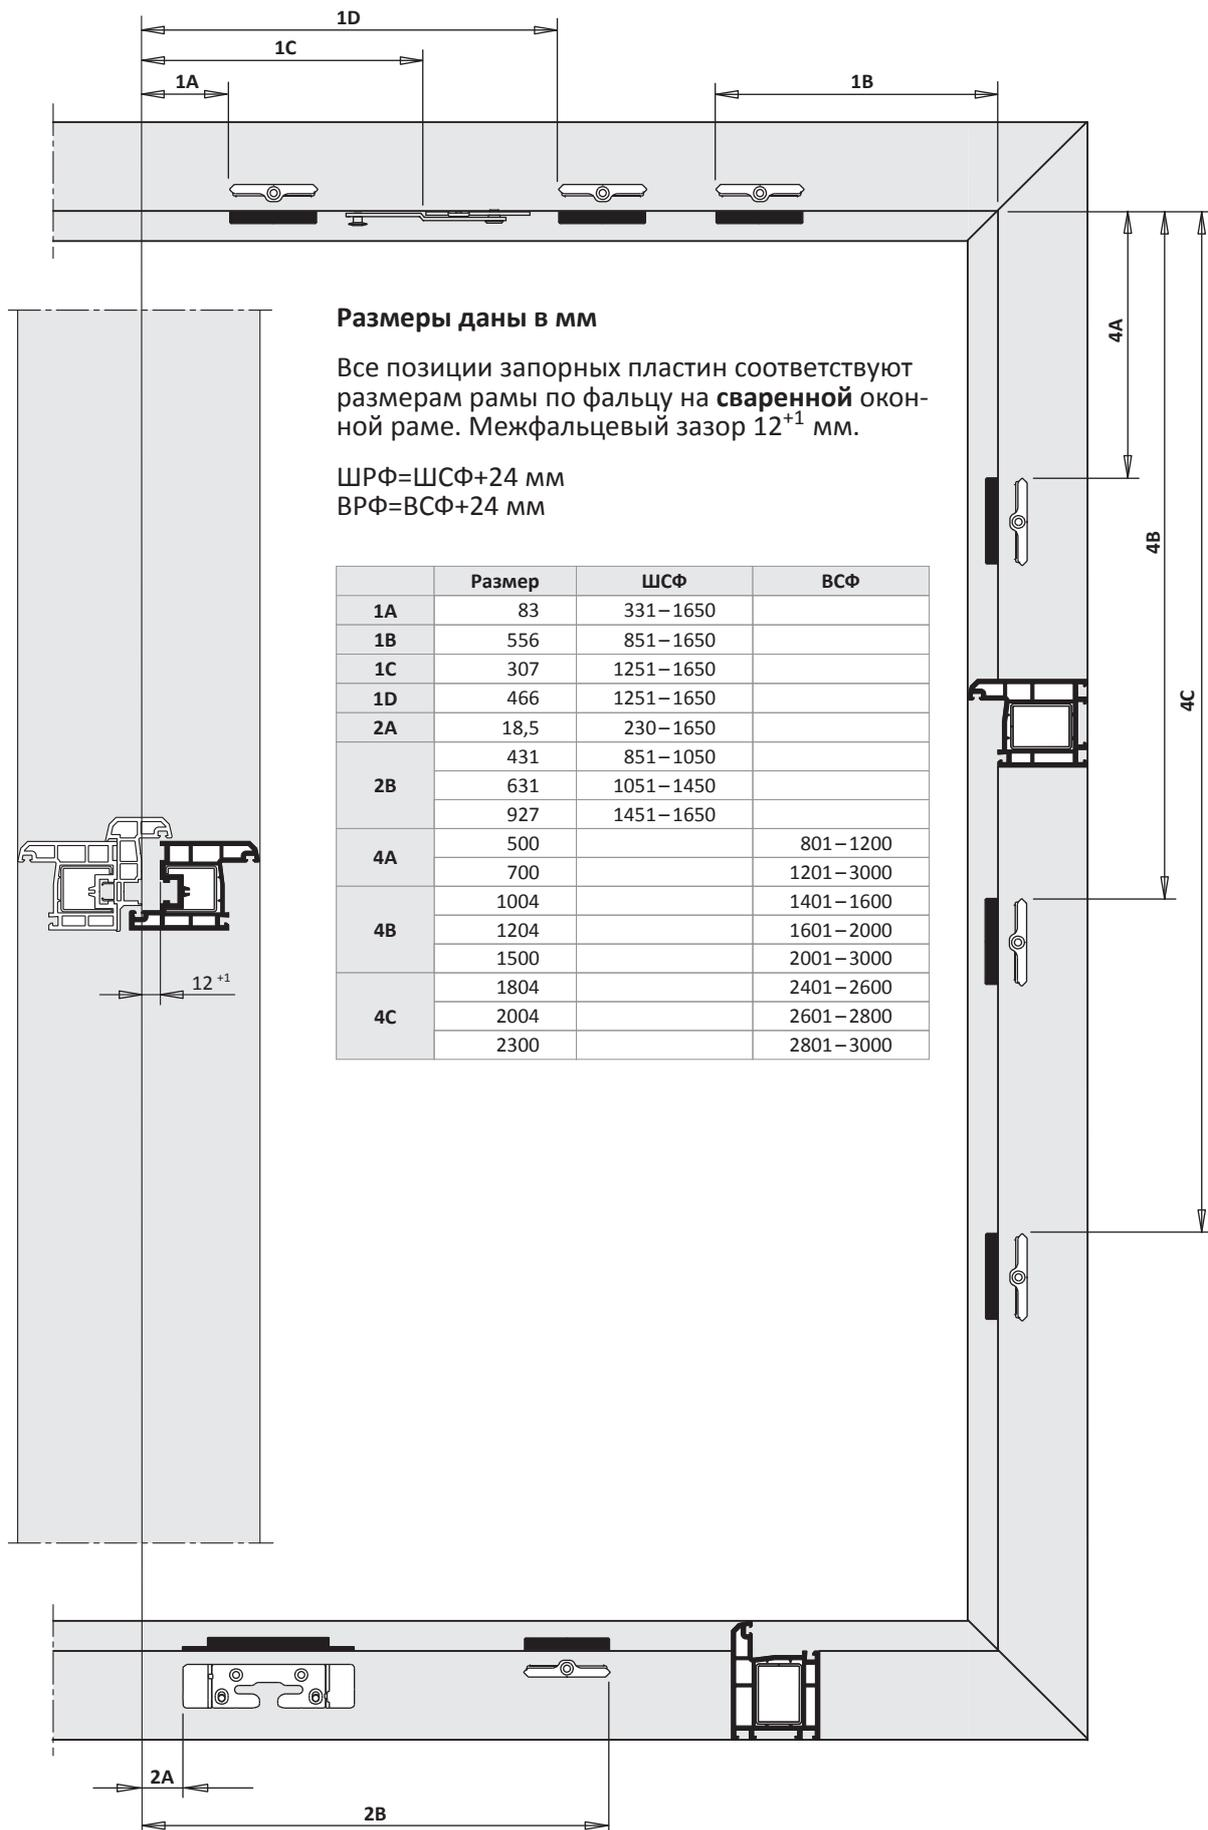 1D
1C
1A
1B
Размеры даны в мм
Все позиции запорных пластин соответствуют
размерам рамы по фальцу на сваренной окон-
ной раме. Межфальцевый зазор 12+1 мм.
ШРФ=ШСФ+24 мм
ВРФ=ВСФ+24 мм
4A
4B
4C
Размер ШСФ ВСФ
1A 83 331–1650
1B 556 851–1650
1C 307 1251–1650
1D 466 1251–1650
2A 18,5 230–1650
2B 431 851–1050
631 1051–1450
927 1451–1650
4A 500 801–1200
700 1201–3000
4B 1004 1401–1600
1204 1601–2000
1500 2001–3000
4C 1804 2401–2600
2004 2601–2800
2300 2801–3000
12 +1
2A
2B